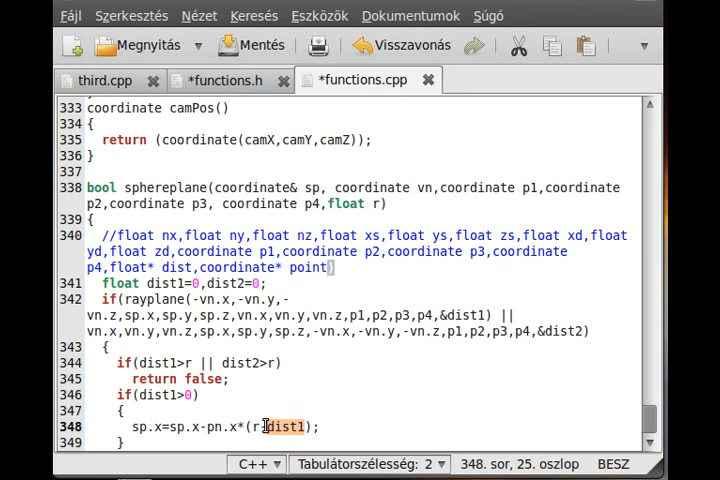 Fájl Szerkesztés Nézet Keresés Eszközök Dokumentumok Súgó
Megnyitás Mentés Visszavonás
third.cpp *functions.h *functions.cpp
333 coordinate camPos()
334 {
335 return (coordinate(camX,camY,camZ));
336 }
337
338 bool sphereplane(coordinate& sp, coordinate vn,coordinate p1,coordinate
p2,coordinate p3, coordinate p4,float r)
339 {
340 //float nx,float ny,float nz,float xs,float ys,float zs,float xd,float
yd,float zd,coordinate p1,coordinate p2,coordinate p3,coordinate
p4,float* dist,coordinate* point)
341 float dist1=0,dist2=0;
342 if(rayplane(-vn.x,-vn.y,-
vn.z,sp.x,sp.y,sp.z,vn.x,vn.y,vn.z,p1,p2,p3,p4,&dist1) ||
vn.x,vn.y,vn.z,sp.x,sp.y,sp.z,-vn.x,-vn.y,-vn.z,p1,p2,p3,p4,&dist2)
343 {
344 if(dist1>r || dist2>r)
345 return false;
346 if(dist1>0)
347 {
348 sp.x=sp.x-pn.x*(r-dist1);
349 }
C++ Tabulátorszélesség: 2 348. sor, 25. oszlop BESZ